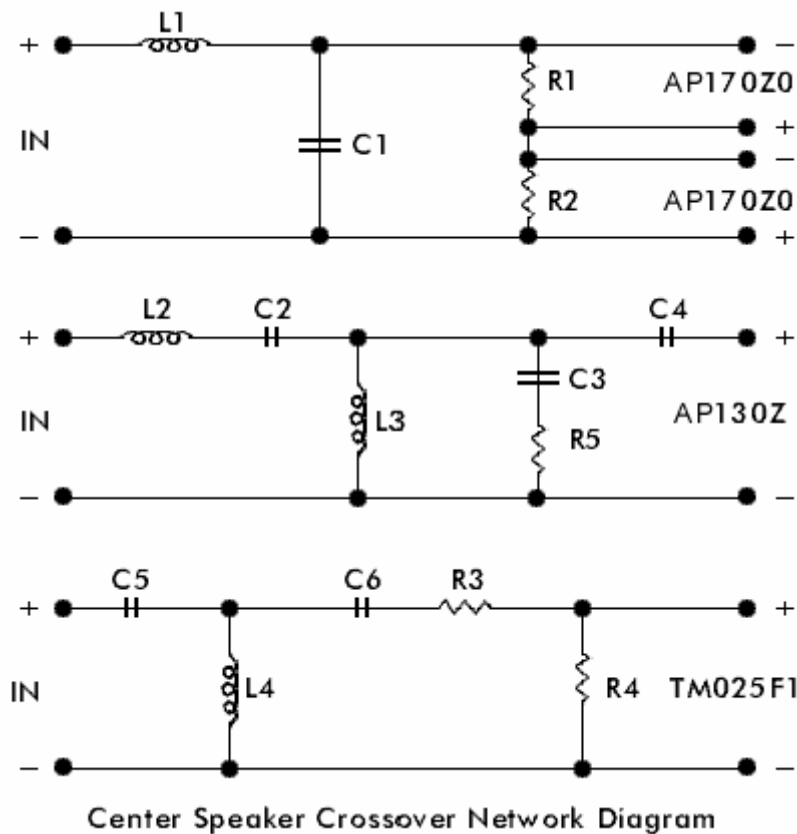 L1
+ −
R1 AP170Z0
IN C1 +
−
R2 AP170Z0
− +
L2 C2 C4
+ +
C3
IN L3 AP130Z
R5
− −
C5 C6 R3
+ +
IN L4 R4 TM025F1
− −
Center Speaker Crossover Network Diagram